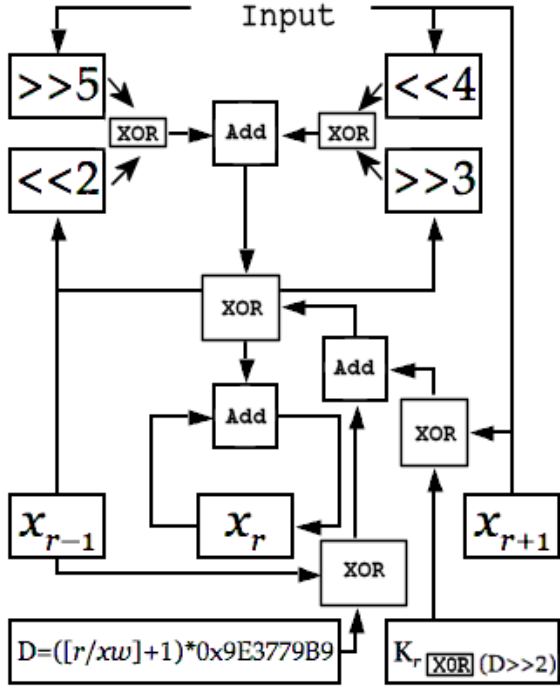 Input
>>5
<<4
XOR
Add
XOR
<<2
>>3
XOR
Add
Add
XOR
x_{r-1}
x_r
x_{r+1}
XOR
D=([r/xw]+1)*0x9E3779B9
K_r XOR (D>>2)